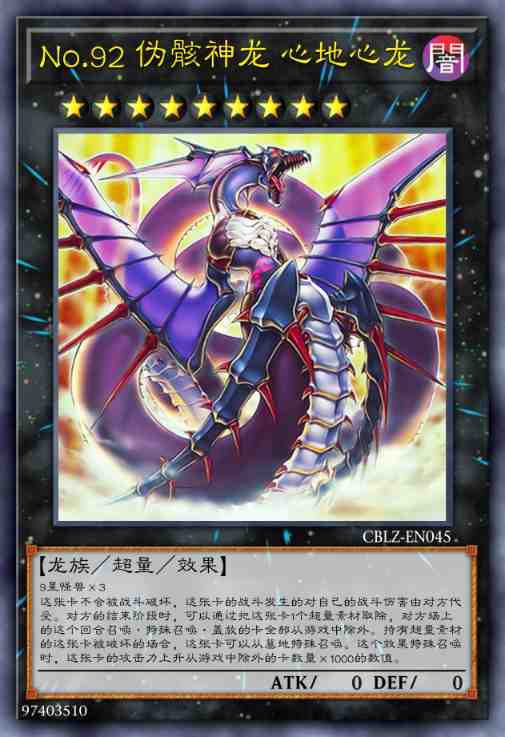 No.92 伪骸神龙 心地心龙
闇
CBLZ-EN045
【龙族／超量／效果】
9星怪兽×3
这张卡不会被战斗破坏，这张卡的战斗发生的对自己的战斗伤害由对方代
受。对方的结束阶段时，可以通过把这张卡1个超量素材取除，对方场上
的这个回合召唤·特殊召唤·盖放的卡全部从游戏中除外。持有超量素材
的这张卡被破坏的场合，这张卡可以从墓地特殊召唤。这个效果特殊召唤
时，这张卡的攻击力上升从游戏中除外的卡数量×1000的数值。
ATK/ 0 DEF/ 0
97403510